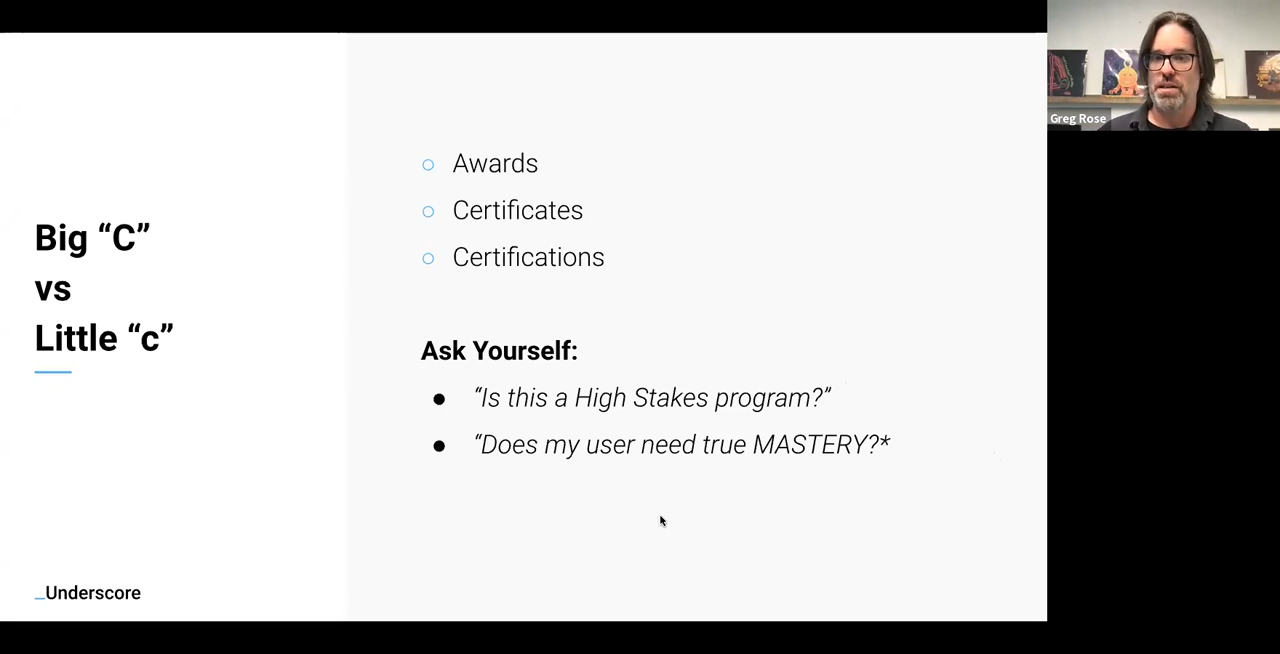 Big “C”
vs
Little “c”
Awards
Certificates
Certifications
Ask Yourself:
“Is this a High Stakes program?”
“Does my user need true MASTERY?*
_Underscore
Greg Rose